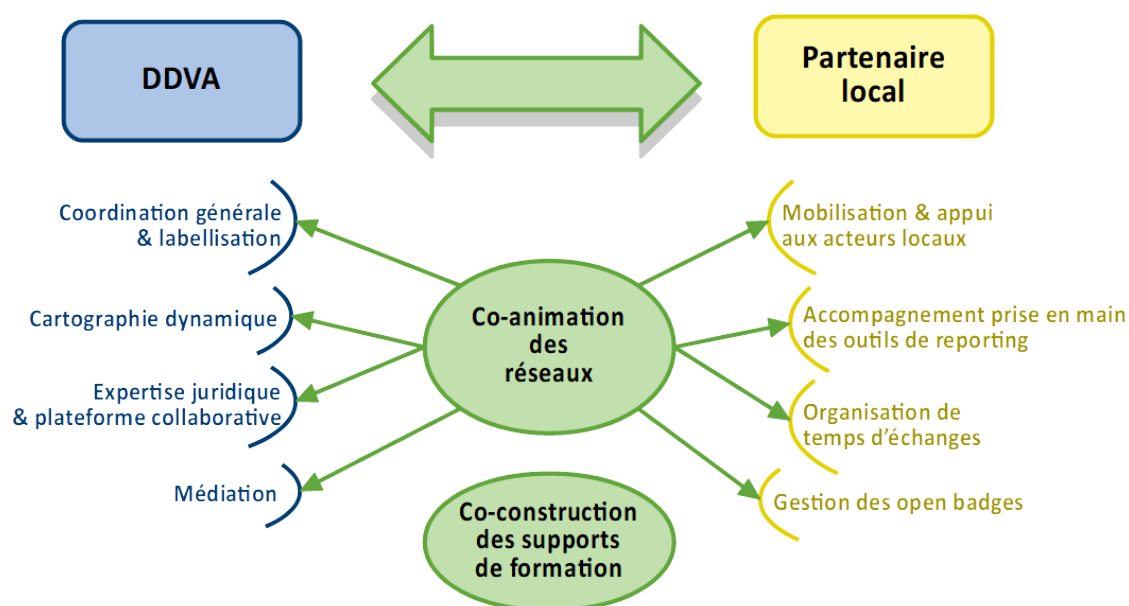 DDVA
Partenaire
local
Coordination générale
& labellisation
Cartographie dynamique
Expertise juridique
& plateforme collaborative
Médiation
Co-animation
des
réseaux
Co-construction
des supports
de formation
Mobilisation & appui
aux acteurs locaux
Accompagnement prise en main
des outils de reporting
Organisation de
temps d’échanges
Gestion des open badges